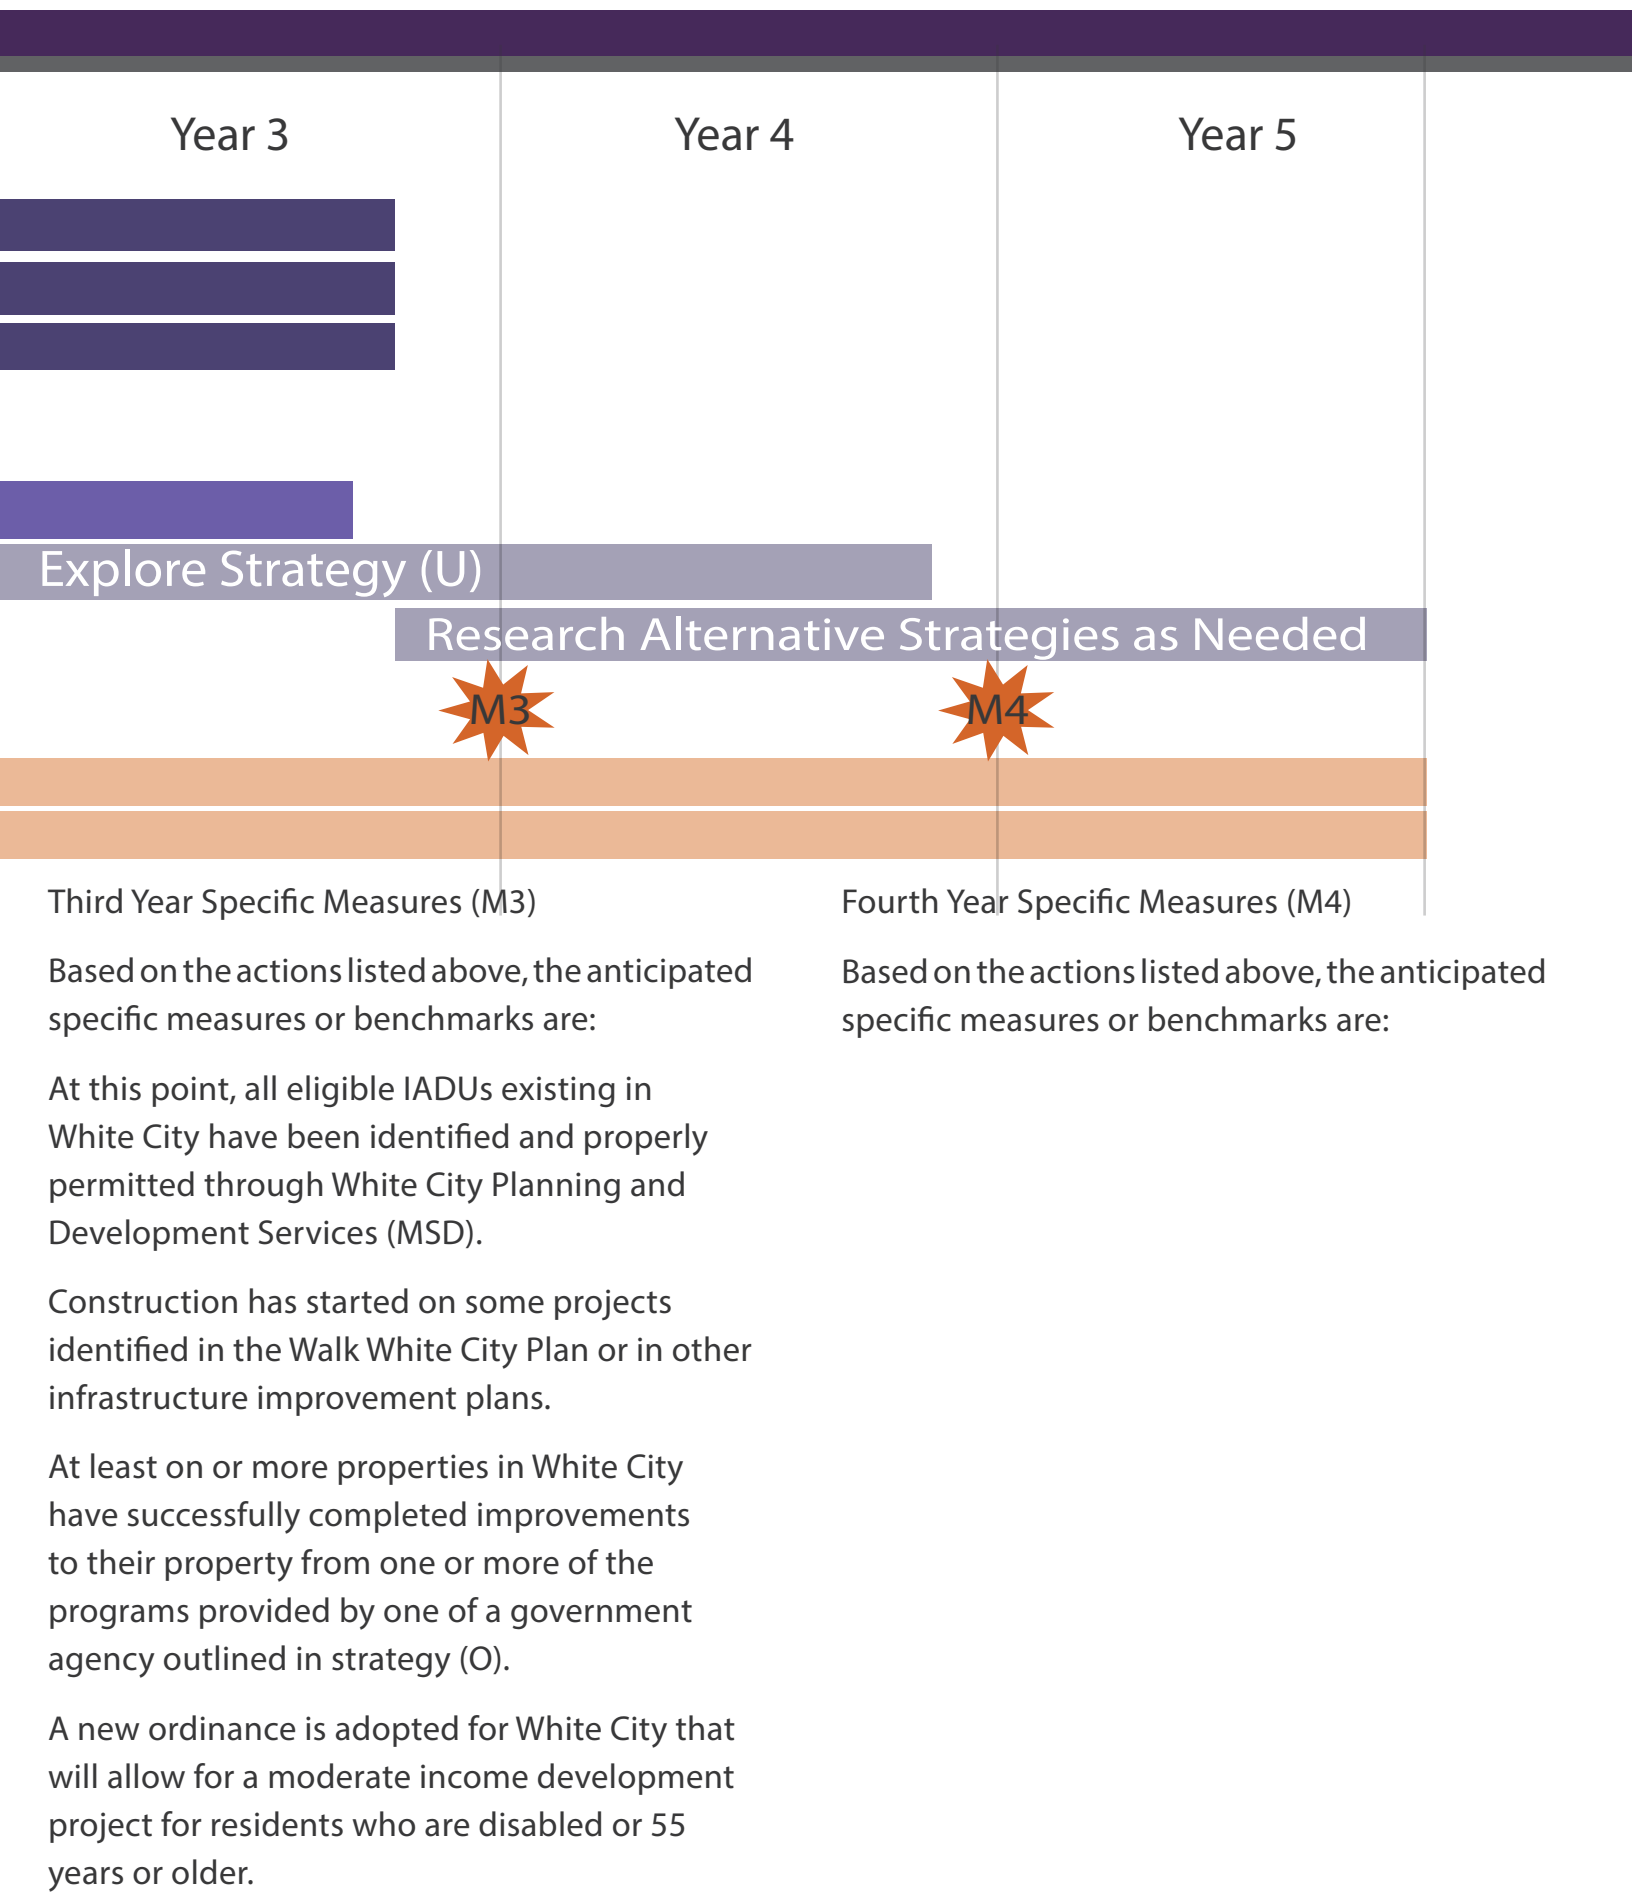 Year 3
Year 4
Year 5
Explore Strategy (U)
Research Alternative Strategies as Needed
M3
M4
Third Year Specific Measures (M3)
Based on the actions listed above, the anticipated
specific measures or benchmarks are:
At this point, all eligible IADUs existing in
White City have been identified and properly
permitted through White City Planning and
Development Services (MSD).
Construction has started on some projects
identified in the Walk White City Plan or in other
infrastructure improvement plans.
At least on or more properties in White City
have successfully completed improvements
to their property from one or more of the
programs provided by one of a government
agency outlined in strategy (O).
A new ordinance is adopted for White City that
will allow for a moderate income development
project for residents who are disabled or 55
years or older.
Fourth Year Specific Measures (M4)
Based on the actions listed above, the anticipated
specific measures or benchmarks are: